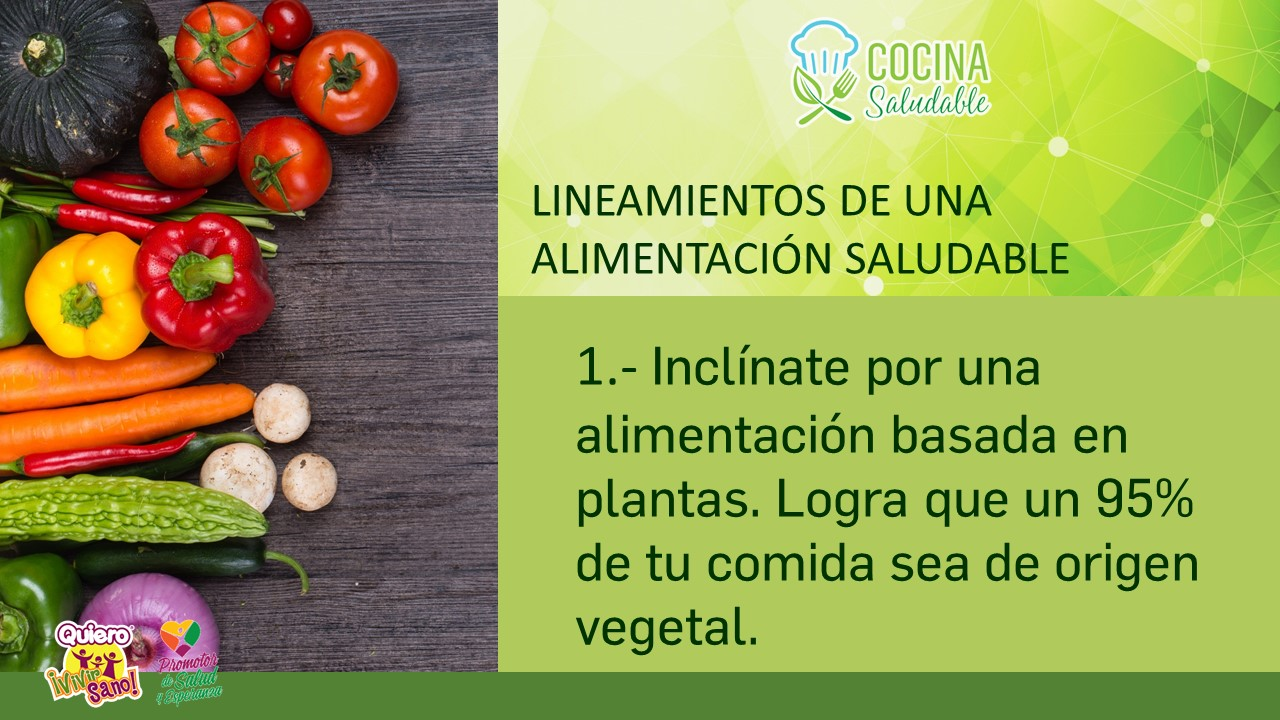 COCINA
Saludable
LINEAMIENTOS DE UNA
ALIMENTACIÓN SALUDABLE
1.- Inclínate por una
alimentación basada en
plantas. Logra que un 95%
de tu comida sea de origen
vegetal.
Quiero
¡Vivir
Sano!
Promotor
de Salud
y Esperanza